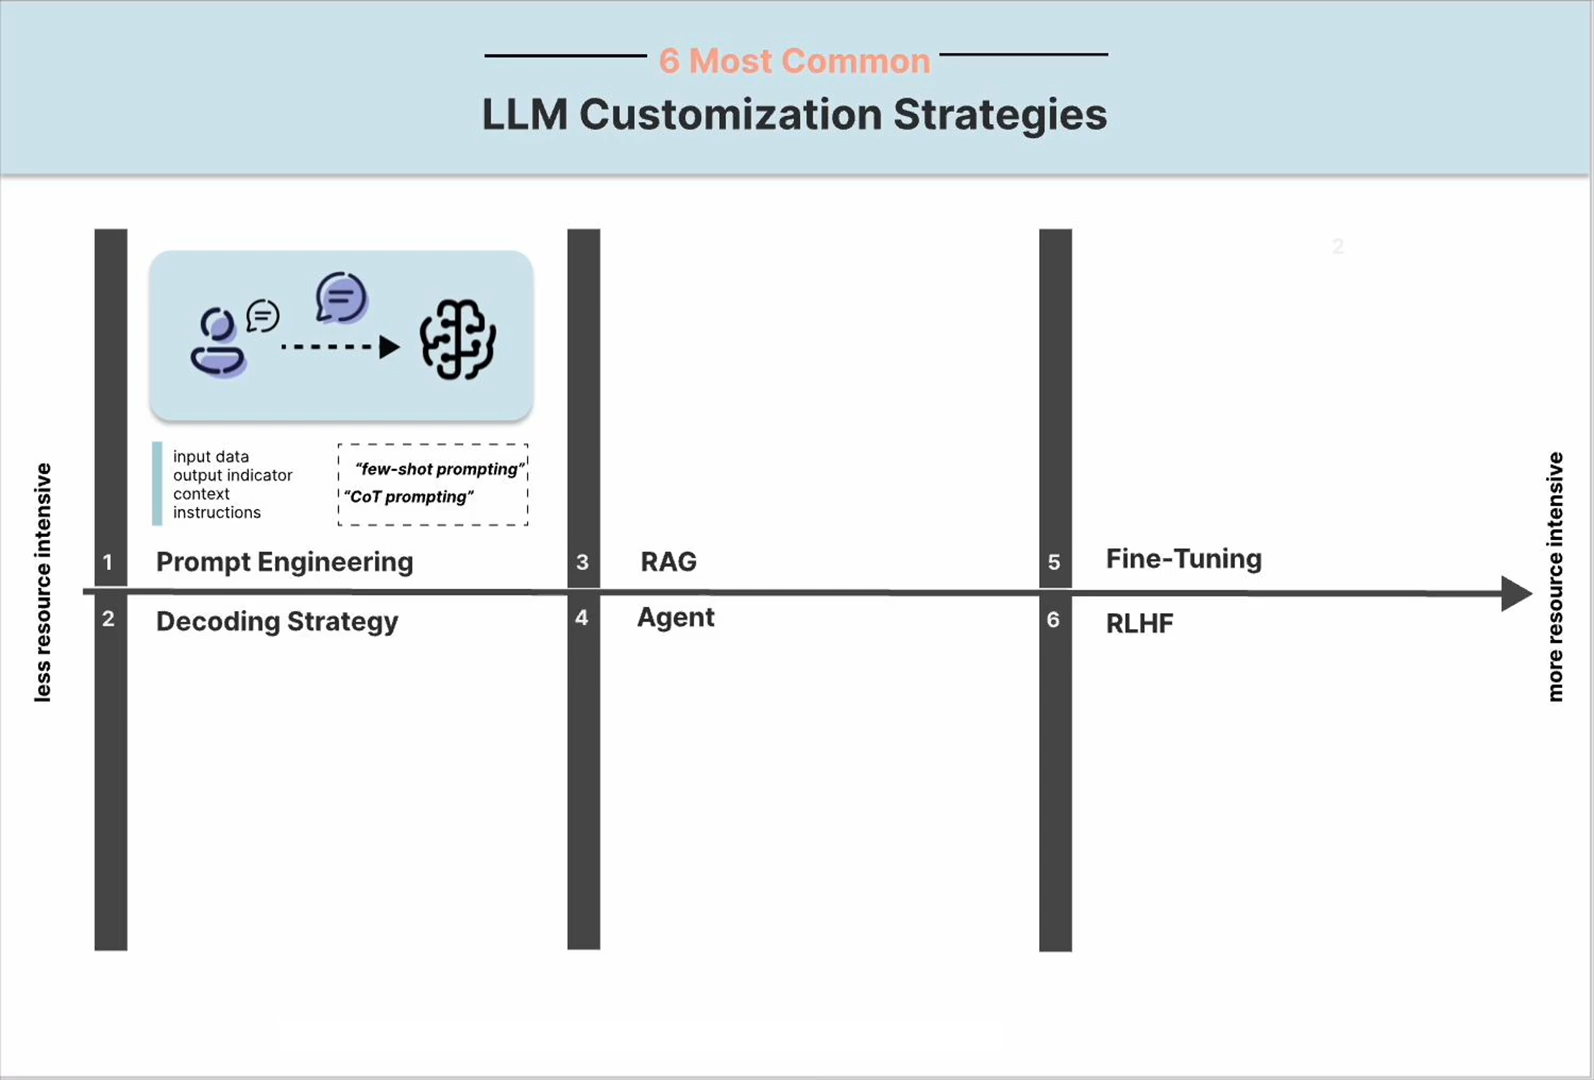 6 Most Common
LLM Customization Strategies
2
input data
output indicator
context
instructions
“few-shot prompting”
“CoT prompting”
less resource intensive
more resource intensive
1 Prompt Engineering
3 RAG
5 Fine-Tuning
2 Decoding Strategy
4 Agent
6 RLHF